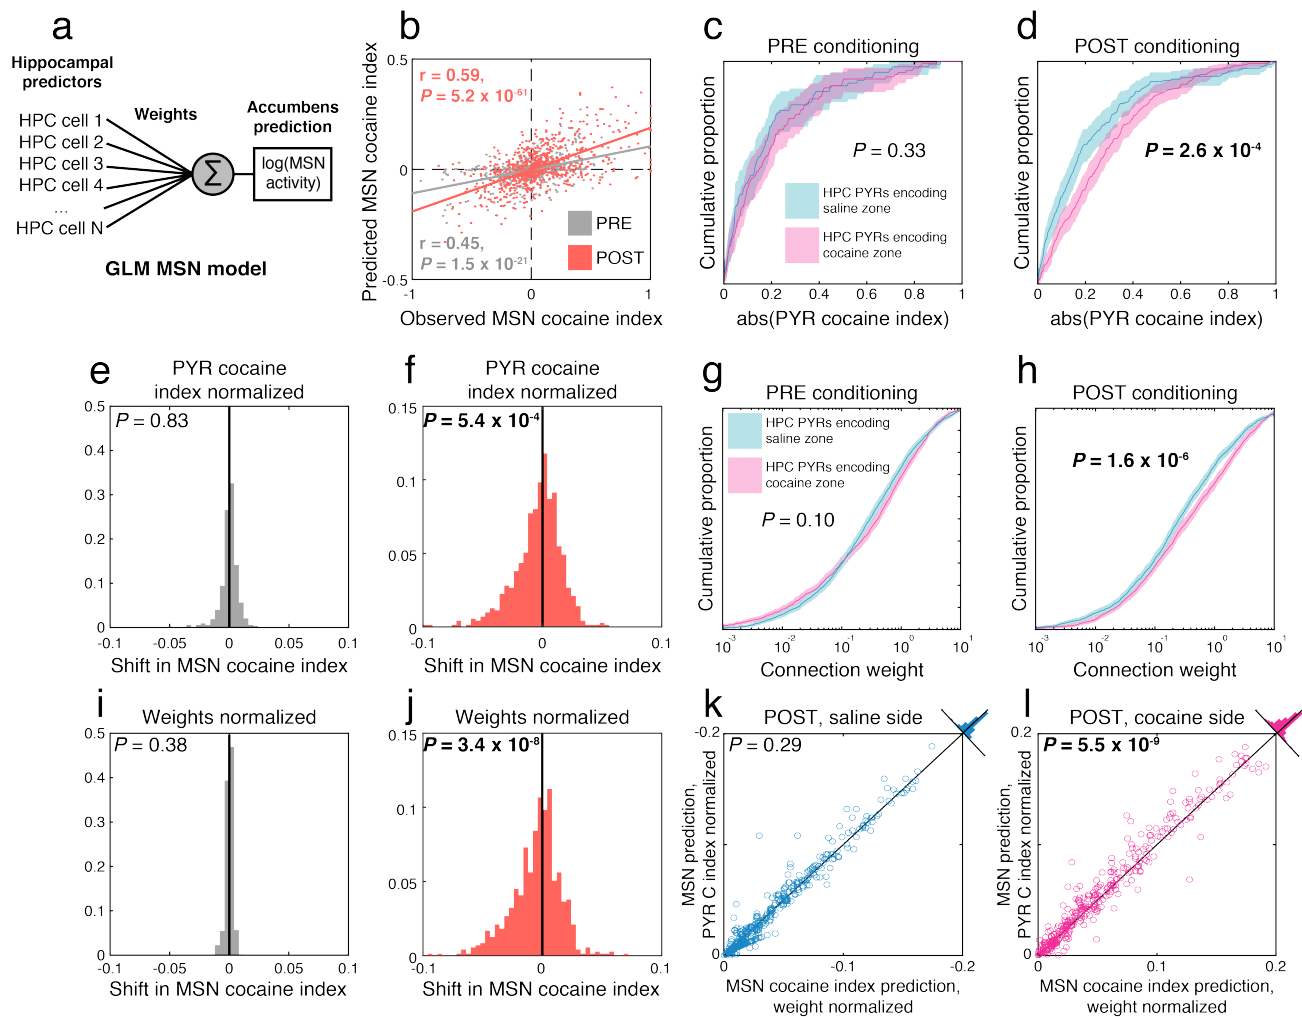 a
Hippocampal
predictors
Weights
Accumbens
prediction
HPC cell 1
HPC cell 2
HPC cell 3
HPC cell 4
...
HPC cell N
Σ
log(MSN
activity)
GLM MSN model
b
Predicted MSN cocaine index
0.5
0
-0.5
r = 0.59,
P = 5.2 x 10-61
r = 0.45,
P = 1.5 x 10-21
PRE
POST
-1
0
1
Observed MSN cocaine index
c
PRE conditioning
Cumulative proportion
P = 0.33
HPC PYRs encoding
saline zone
HPC PYRs encoding
cocaine zone
0 0.2 0.4 0.6 0.8 1
abs(PYR cocaine index)
d
POST conditioning
Cumulative proportion
P = 2.6 x 10-4
0 0.2 0.4 0.6 0.8 1
abs(PYR cocaine index)
e
PYR cocaine
index normalized
P = 0.83
0.5
0.4
0.3
0.2
0.1
0
-0.1 -0.05 0 0.05 0.1
Shift in MSN cocaine index
f
PYR cocaine
index normalized
P = 5.4 x 10-4
0.15
0.1
0.05
0
-0.1 -0.05 0 0.05 0.1
Shift in MSN cocaine index
g
PRE conditioning
Cumulative proportion
HPC PYRs encoding
saline zone
HPC PYRs encoding
cocaine zone
P = 0.10
10-3 10-2 10-1 100 101
Connection weight
h
POST conditioning
Cumulative proportion
P = 1.6 x 10-6
10-3 10-2 10-1 100 101
Connection weight
i
Weights normalized
P = 0.38
0.5
0.4
0.3
0.2
0.1
0
-0.1 -0.05 0 0.05 0.1
Shift in MSN cocaine index
j
Weights normalized
P = 3.4 x 10-8
0.15
0.1
0.05
0
-0.1 -0.05 0 0.05 0.1
Shift in MSN cocaine index
k
POST, saline side
-0.2
P = 0.29
MSN prediction,
PYR C index normalized
0
0 -0.1 -0.2
MSN cocaine index prediction,
weight normalized
l
POST, cocaine side
0.2
P = 5.5 x 10-9
MSN prediction,
PYR C index normalized
0
0 0.1 0.2
MSN cocaine index prediction,
weight normalized